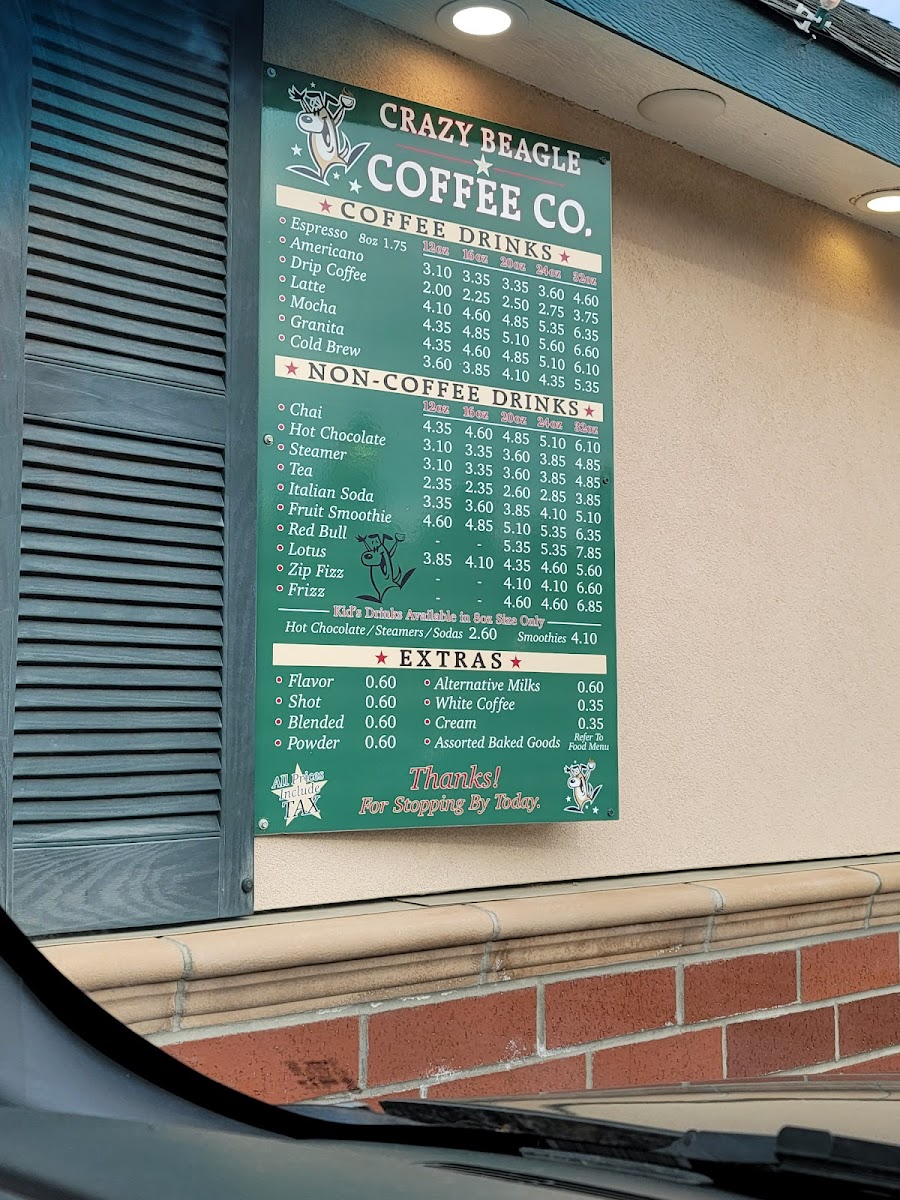 CRAZY BEAGLE
COFFEE CO.
COFFEE DRINKS
12oz 16oz 20oz 24oz 32oz
Espresso 8oz 1.75
Americano 3.10 3.35 3.35 3.60 4.60
Drip Coffee 2.00 2.25 2.50 2.75 3.75
Latte 4.10 4.60 4.85 5.35 6.35
Mocha 4.35 4.85 5.10 5.60 6.60
Granita 4.35 4.60 4.85 5.10 6.10
Cold Brew 3.60 3.85 4.10 4.35 5.35
NON-COFFEE DRINKS
12oz 16oz 20oz 24oz 32oz
Chai 4.35 4.60 4.85 5.10 6.10
Hot Chocolate 3.10 3.35 3.60 3.85 4.85
Steamer 3.10 3.35 3.60 3.85 4.85
Tea 2.35 2.35 2.60 2.85 3.85
Italian Soda 3.35 3.60 3.85 4.10 5.10
Fruit Smoothie 4.60 4.85 5.10 5.35 6.35
Red Bull - - 5.35 5.35 7.85
Lotus 3.85 4.10 4.35 4.60 5.60
Zip Fizz - - 4.10 4.10 6.60
Frizz - - 4.60 4.60 6.85
Kid's Drinks Available in 8oz Size Only
Hot Chocolate / Steamers / Sodas 2.60 Smoothies 4.10
EXTRAS
Flavor 0.60 Alternative Milks 0.60
Shot 0.60 White Coffee 0.35
Blended 0.60 Cream 0.35
Powder 0.60 Assorted Baked Goods Refer To Food Menu
All Prices
Include
TAX
Thanks!
For Stopping By Today.